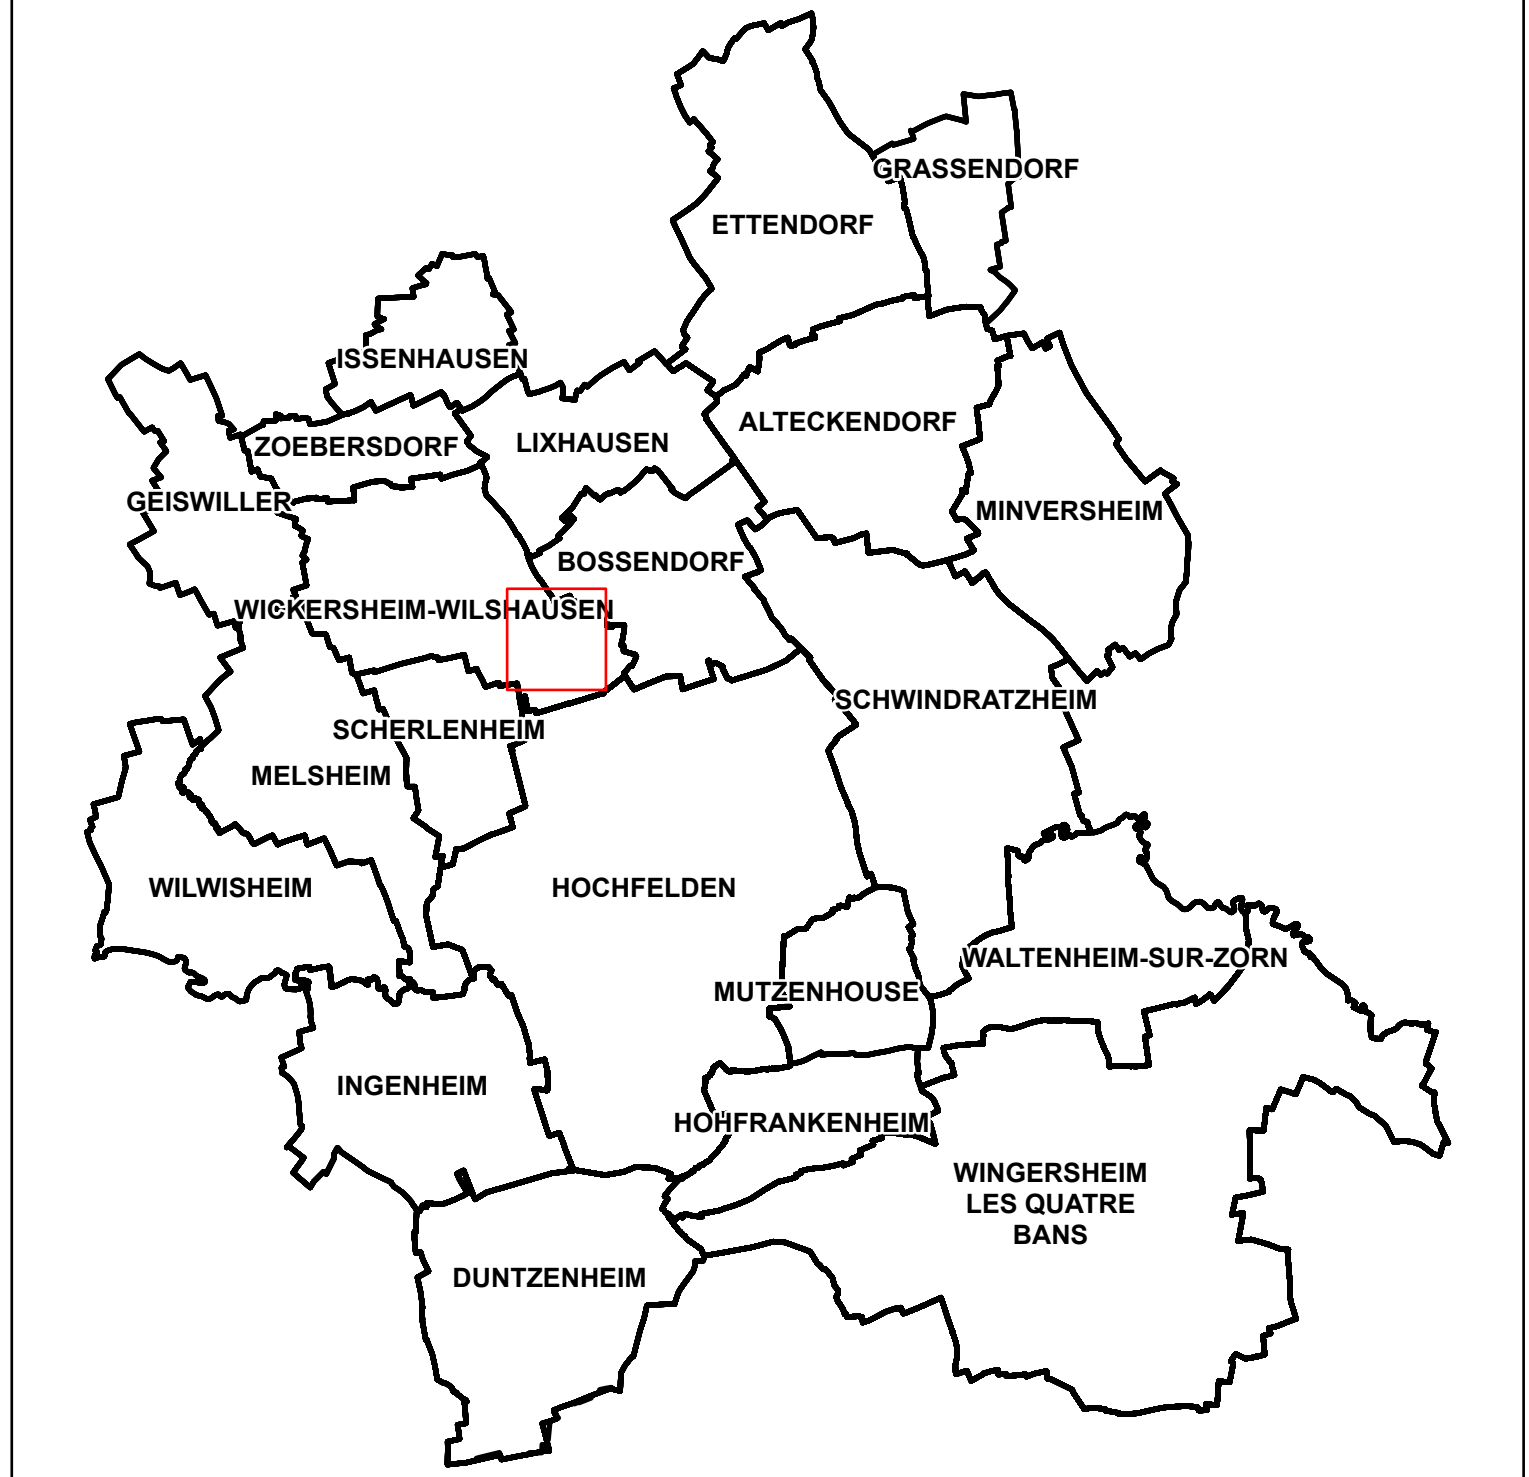 GRASSENDORF
ETTENDORF
ISSENHAUSEN
ALTECKENDORF
ZOEBERSDORF
LIXHAUSEN
GEISWILLER
MINVERSHEIM
BOSSENDORF
WICKERSHEIM-WILSHAUSEN
SCHWINDRATZHEIM
SCHERLENHEIM
MELSHEIM
WILWISHEIM
HOCHFELDEN
WALTENHEIM-SUR-ZORN
MUTZENHOUSE
INGENHEIM
HOHFRANKENHEIM
WINGERSHEIM
LES QUATRE
BANS
DUNTZENHEIM